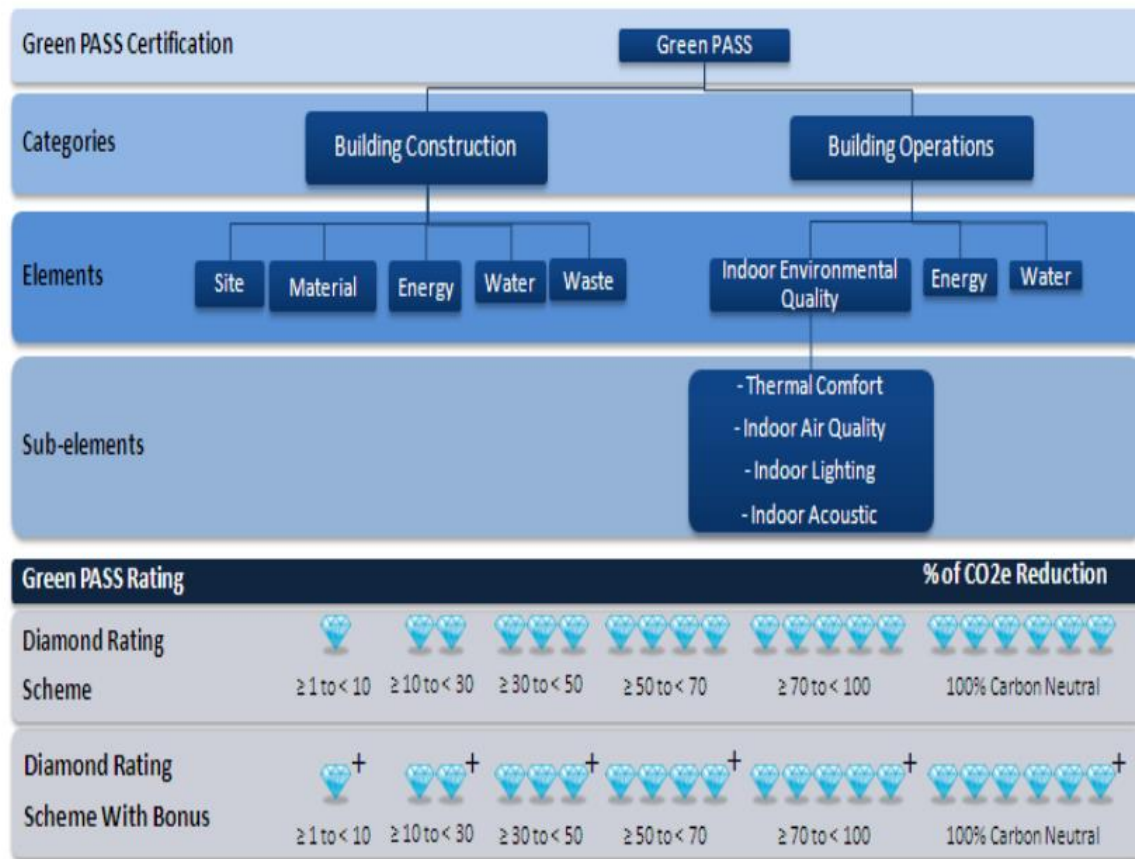 Green PASS Certification
Green PASS
Categories
Building Construction
Building Operations
Elements
Site
Material
Energy
Water
Waste
Indoor Environmental
Quality
Energy
Water
Sub-elements
- Thermal Comfort
- Indoor Air Quality
- Indoor Lighting
- Indoor Acoustic
Green PASS Rating
% of CO2e Reduction
Diamond Rating
Scheme
≥ 1 to < 10
≥ 10 to < 30
≥ 30 to < 50
≥ 50 to < 70
≥ 70 to < 100
100% Carbon Neutral
Diamond Rating
Scheme With Bonus
+
+
+
+
+
+
≥ 1 to < 10
≥ 10 to < 30
≥ 30 to < 50
≥ 50 to < 70
≥ 70 to < 100
100% Carbon Neutral